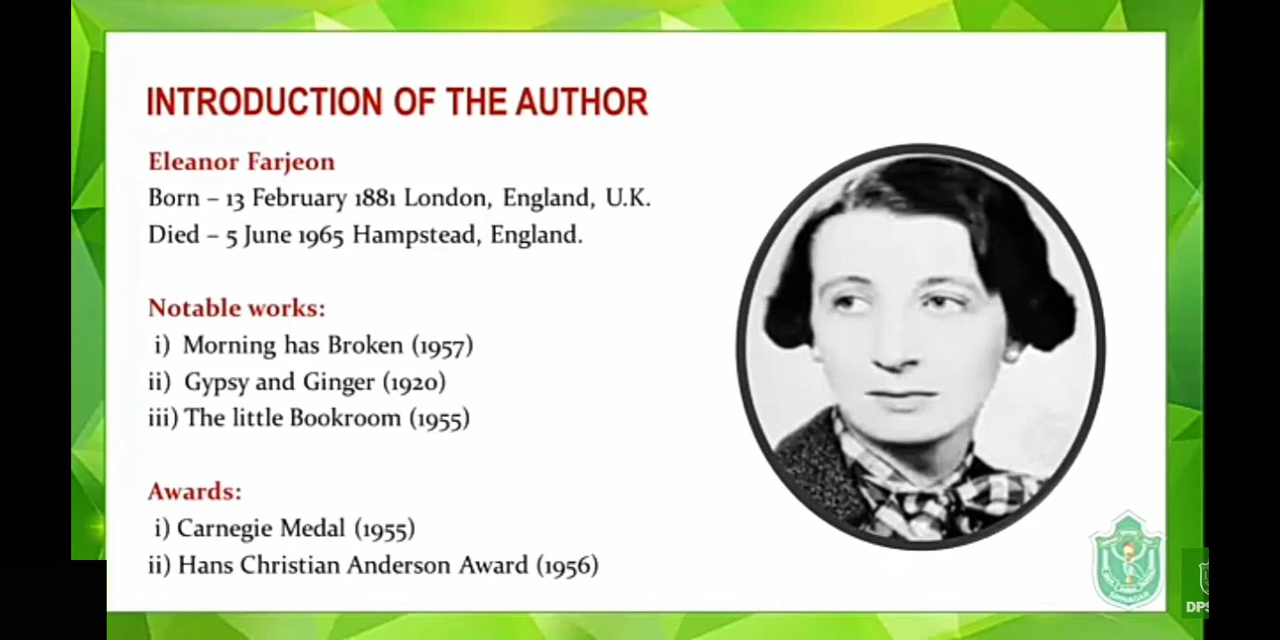 INTRODUCTION OF THE AUTHOR
Eleanor Farjeon
Born – 13 February 1881 London, England, U.K.
Died – 5 June 1965 Hampstead, England.
Notable works:
i) Morning has Broken (1957)
ii) Gypsy and Ginger (1920)
iii) The little Bookroom (1955)
Awards:
i) Carnegie Medal (1955)
ii) Hans Christian Anderson Award (1956)
DPS